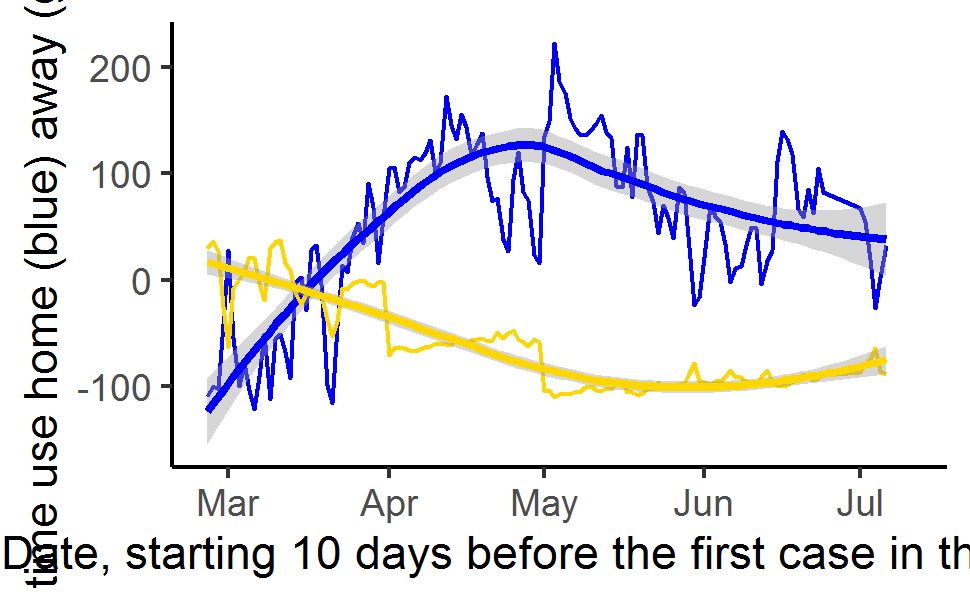 time use home (blue) away (
200
100
0
-100
Mar Apr May Jun Jul
Date, starting 10 days before the first case in th